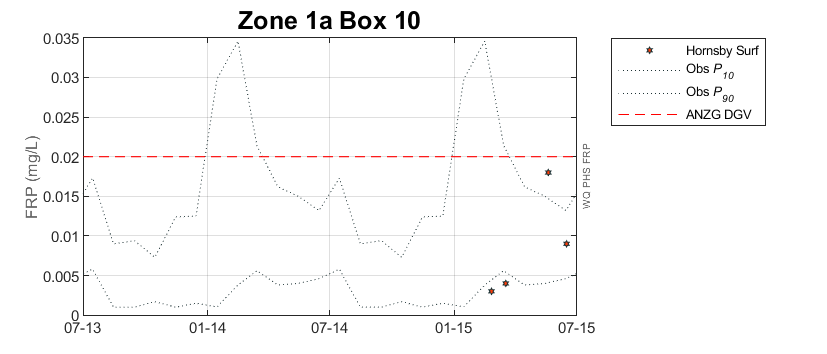 Zone 1a Box 10
0.035
0.03
0.025
0.02
0.015
0.01
0.005
0
FRP (mg/L)
07-13
01-14
07-14
01-15
07-15
WQ PHS FRP
Hornsby Surf
Obs P10
Obs P90
ANZG DGV